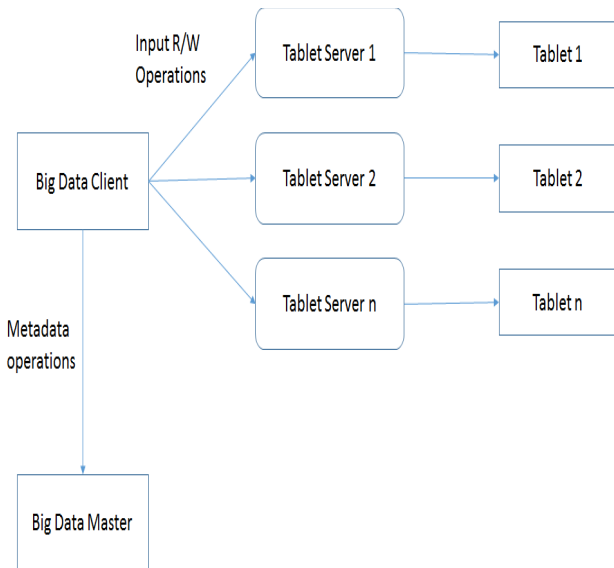 Input R/W
Operations
Tablet Server 1
Tablet 1
Big Data Client
Tablet Server 2
Tablet 2
Tablet Server n
Tablet n
Metadata
operations
Big Data Master